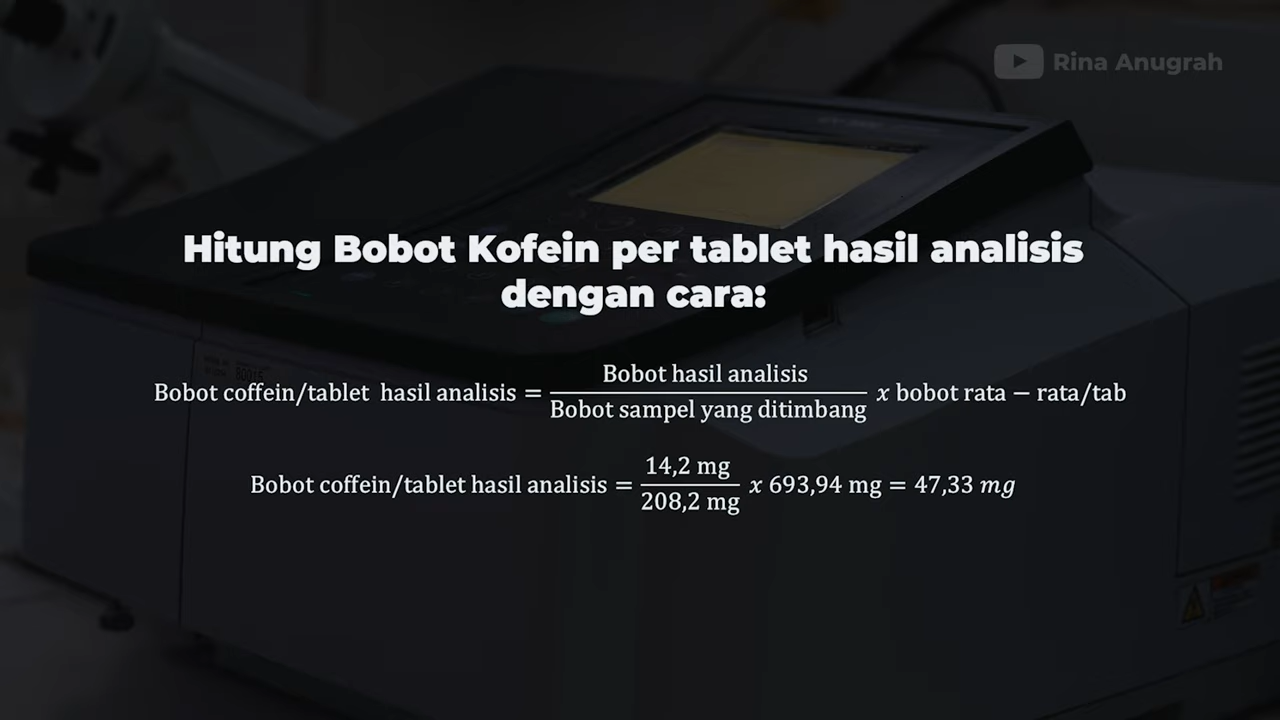 Rina Anugrah
Hitung Bobot Kofein per tablet hasil analisis
dengan cara:
Bobot coffein/tablet hasil analisis = Bobot hasil analisis / Bobot sampel yang ditimbang x bobot rata − rata/tab
Bobot coffein/tablet hasil analisis = 14,2 mg / 208,2 mg x 693,94 mg = 47,33 mg